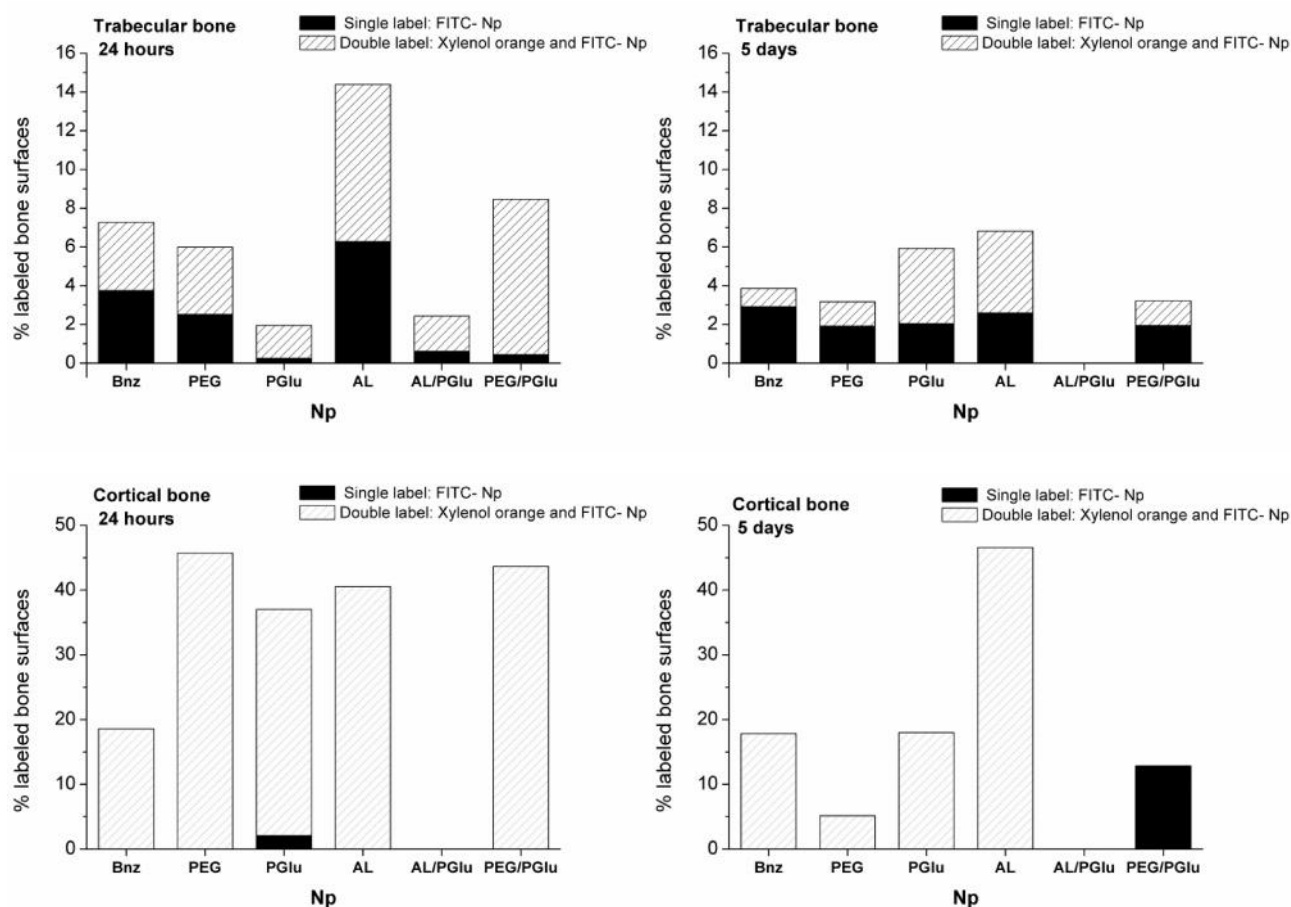 Trabecular bone
24 hours
Single label: FITC- Np
Double label: Xylenol orange and FITC- Np
% labeled bone surfaces
16
14
12
10
8
6
4
2
0
Bnz PEG PGlu AL AL/PGlu PEG/PGlu
Np
Trabecular bone
5 days
Single label: FITC- Np
Double label: Xylenol orange and FITC- Np
% labeled bone surfaces
16
14
12
10
8
6
4
2
0
Bnz PEG PGlu AL AL/PGlu PEG/PGlu
Np
Cortical bone
24 hours
Single label: FITC- Np
Double label: Xylenol orange and FITC- Np
% labeled bone surfaces
50
40
30
20
10
0
Bnz PEG PGlu AL AL/PGlu PEG/PGlu
Np
Cortical bone
5 days
Single label: FITC- Np
Double label: Xylenol orange and FITC- Np
% labeled bone surfaces
50
40
30
20
10
0
Bnz PEG PGlu AL AL/PGlu PEG/PGlu
Np